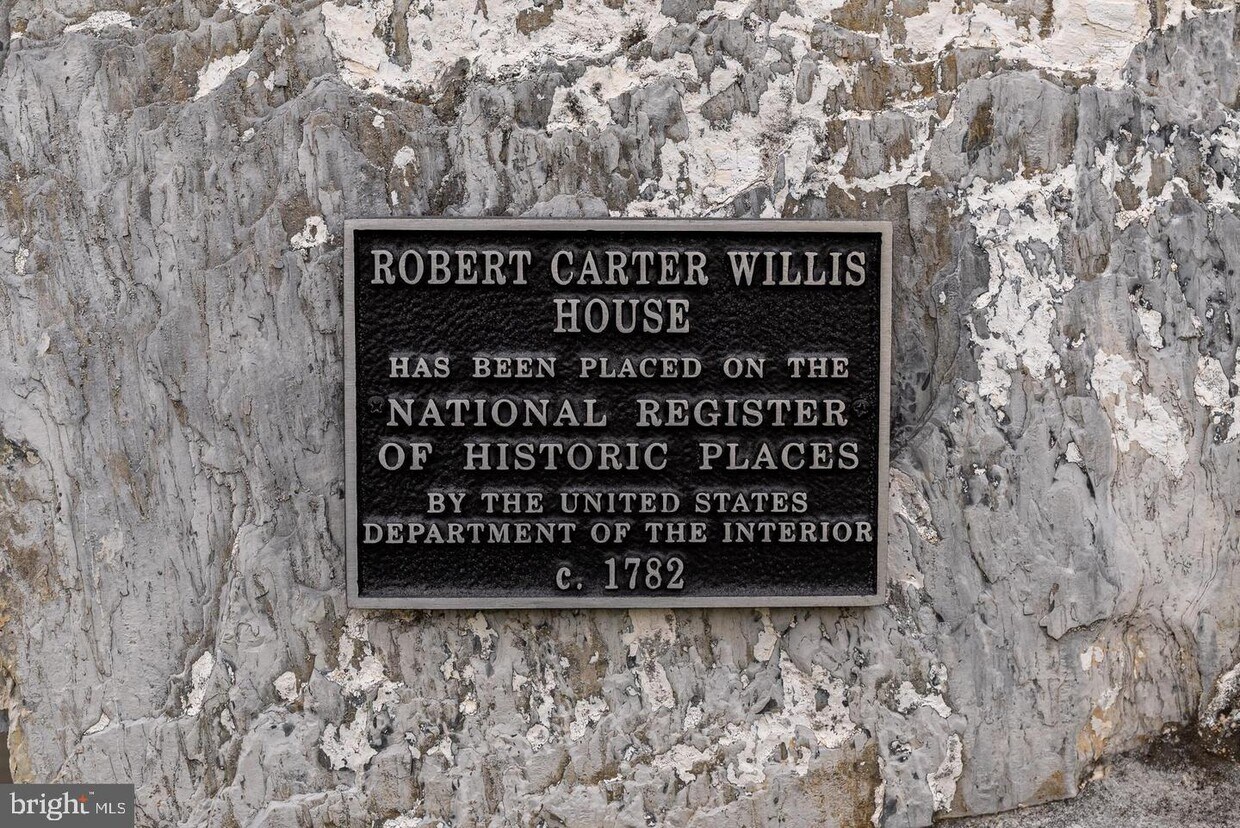 ROBERT CARTER WILLIS
HOUSE
HAS BEEN PLACED ON THE
NATIONAL REGISTER
OF HISTORIC PLACES
BY THE UNITED STATES
DEPARTMENT OF THE INTERIOR
c. 1782
bright MLS